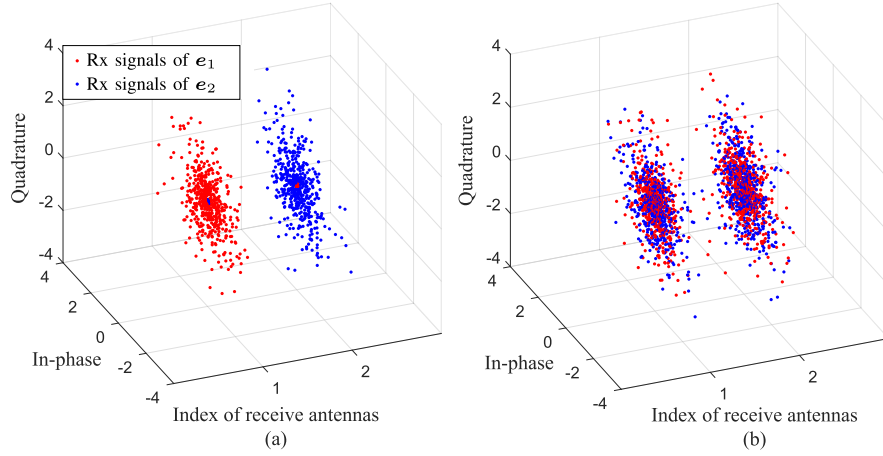 Rx signals of e1
Rx signals of e2
Quadrature
4
2
0
-2
-4
In-phase
4
2
0
-2
-4
Index of receive antennas
1
2
(a)
Quadrature
4
2
0
-2
-4
In-phase
4
2
0
-2
-4
Index of receive antennas
1
2
(b)